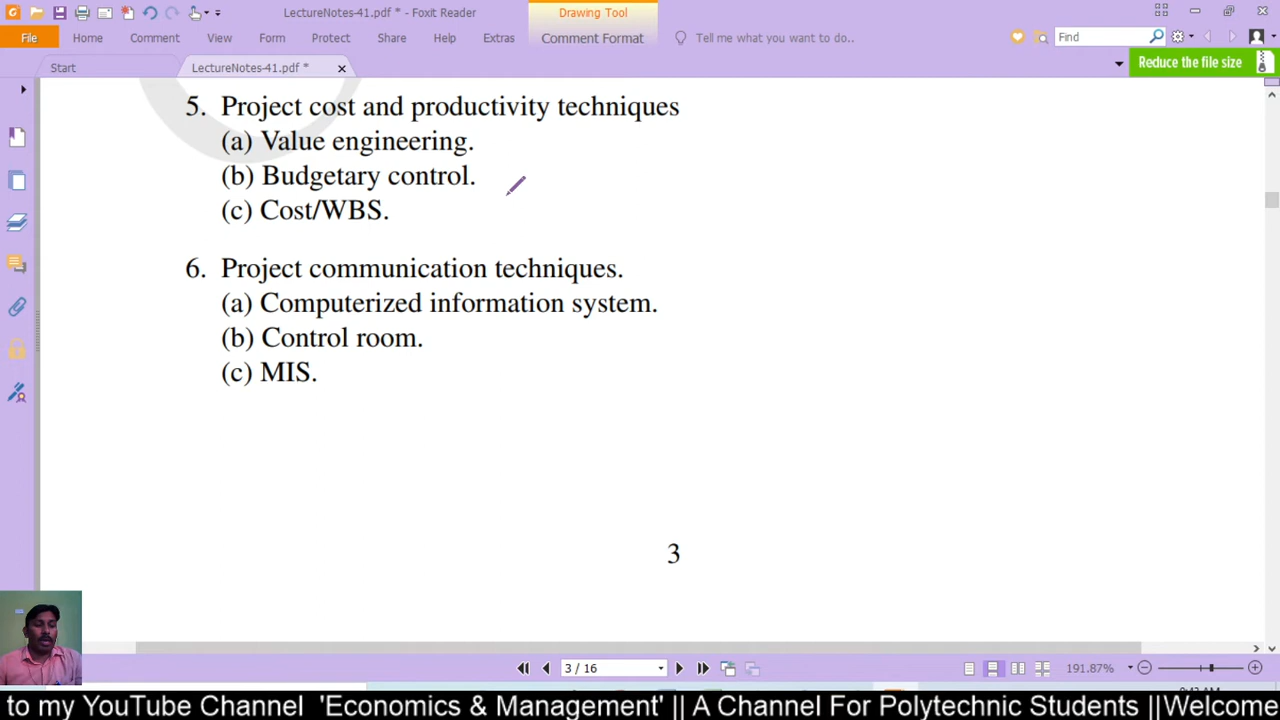 LectureNotes-41.pdf * - Foxit Reader
Drawing Tool
File
Home
Comment
View
Form
Protect
Share
Help
Extras
Comment Format
Tell me what you want to do..
Find
Start
LectureNotes-41.pdf *
Reduce the file size
5. Project cost and productivity techniques
(a) Value engineering.
(b) Budgetary control.
(c) Cost/WBS.
6. Project communication techniques.
(a) Computerized information system.
(b) Control room.
(c) MIS.
3
3 / 16
191.87%
to my YouTube Channel 'Economics & Management' || A Channel For Polytechnic Students ||Welcome